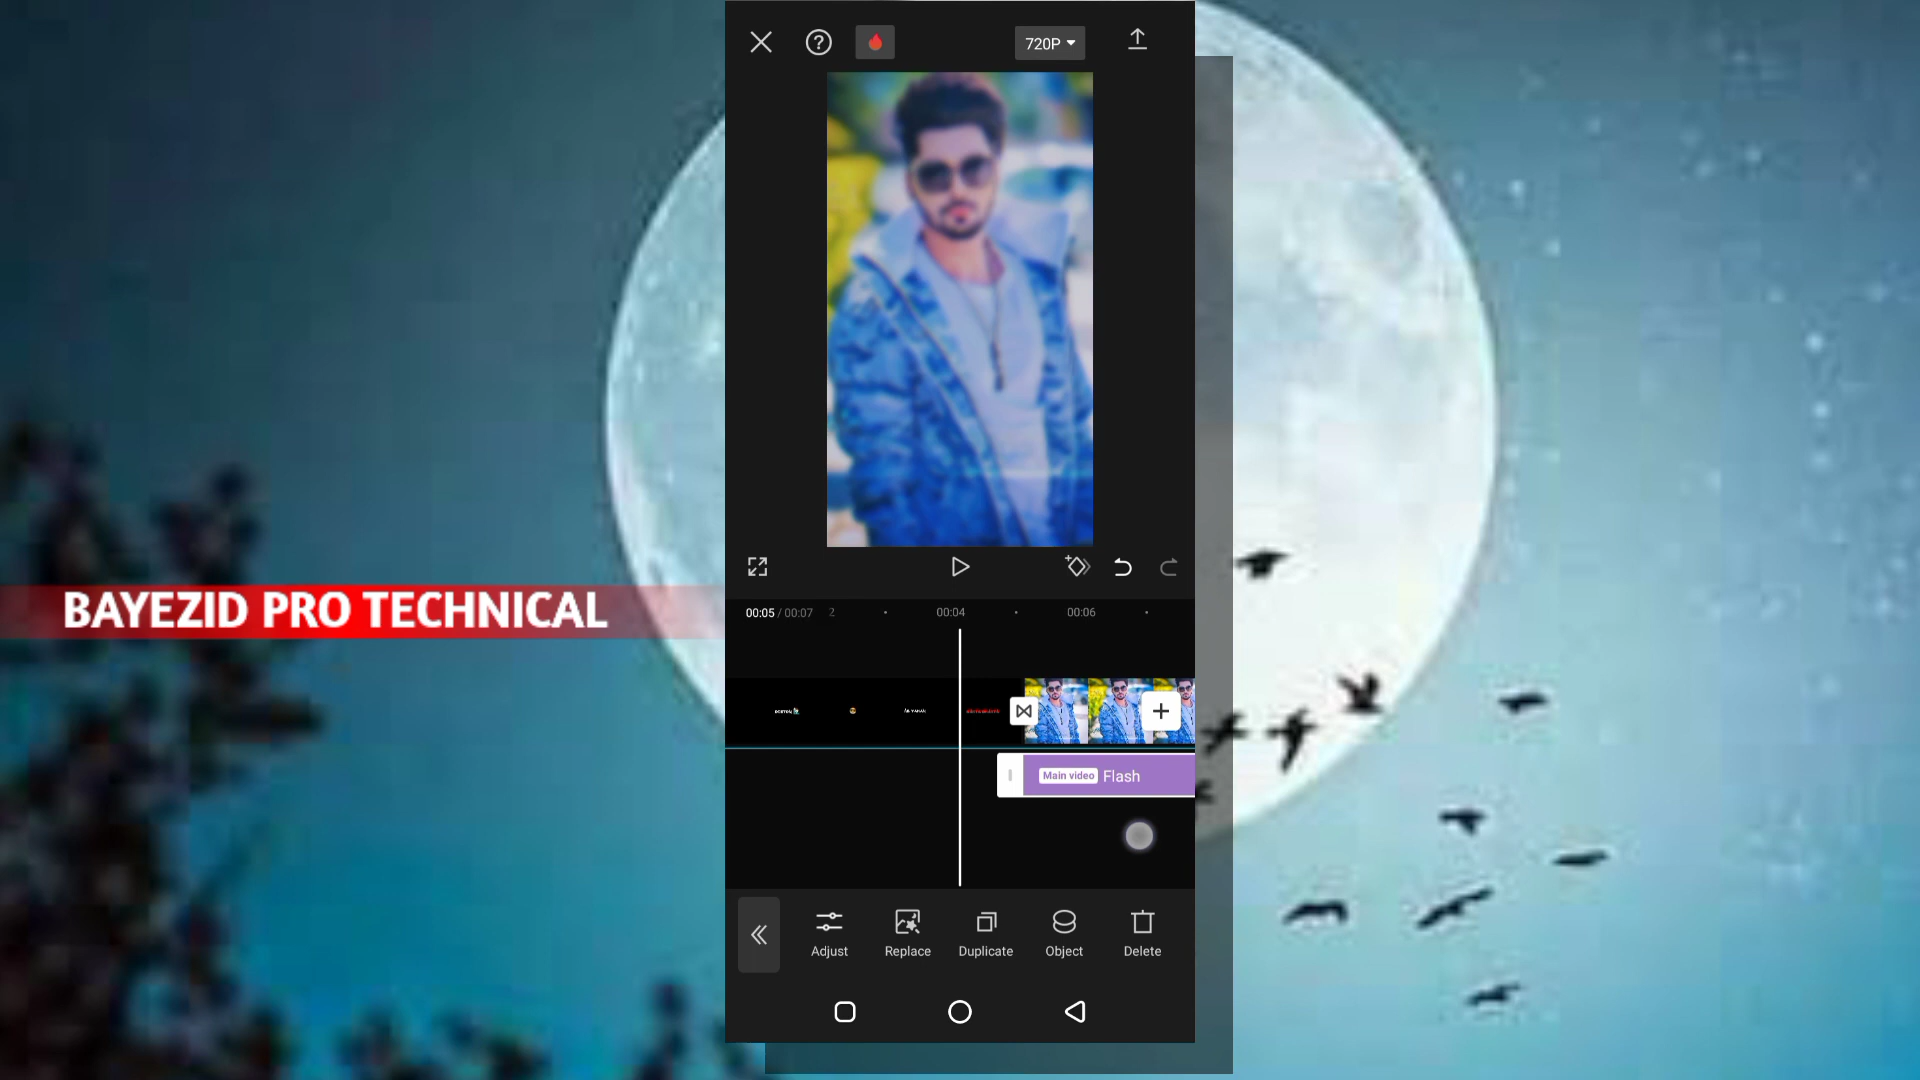 720P
BAYEZID PRO TECHNICAL
00:05 / 00:07
2
00:04
00:06
Main video Flash
Adjust
Replace
Duplicate
Object
Delete